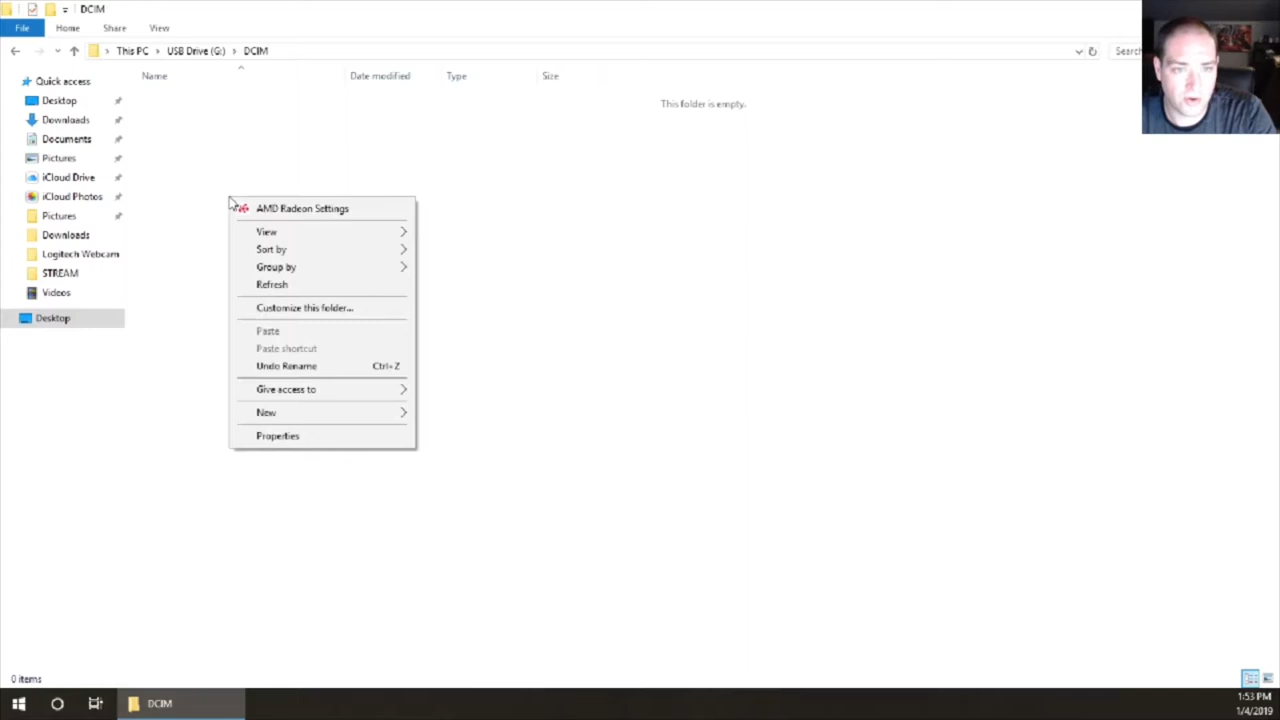 DCIM
File Home Share View
This PC > USB Drive (G:) > DCIM
Search
Name Date modified Type Size
This folder is empty.
Quick access
Desktop
Downloads
Documents
Pictures
iCloud Drive
iCloud Photos
Pictures
Downloads
Logitech Webcam
STREAM
Videos
Desktop
AMD Radeon Settings
View
Sort by
Group by
Refresh
Customize this folder...
Paste
Paste shortcut
Undo Rename Ctrl+Z
Give access to
New
Properties
0 items
DCIM
1:53 PM
1/4/2019